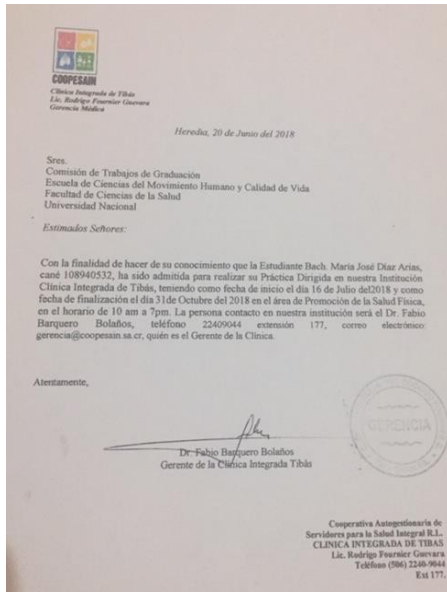 COOPESAIN
Clínica Integrada de Tibás
Lic. Rodrigo Fournier Guevara
Gerencia Médica
Heredia, 20 de Junio del 2018
Sres.
Comisión de Trabajos de Graduación
Escuela de Ciencias del Movimiento Humano y Calidad de Vida
Facultad de Ciencias de la Salud
Universidad Nacional
Estimados Señores:
Con la finalidad de hacer de su conocimiento que la Estudiante Bach. María José Díaz Arias,
cané 108940532, ha sido admitida para realizar su Práctica Dirigida en nuestra Institución
Clínica Integrada de Tibás, teniendo como fecha de inicio el día 16 de Julio del2018 y como
fecha de finalización el día 31de Octubre del 2018 en el área de Promoción de la Salud Física,
en el horario de 10 am a 7pm. La persona contacto en nuestra institución será el Dr. Fabio
Barquero Bolaños, teléfono 22409044 extensión 177, correo electrónico:
gerencia@coopesain.sa.cr, quién es el Gerente de la Clínica.
Atentamente,
Dr. Fabio Barquero Bolaños
Gerente de la Clínica Integrada Tibás
GERENCIA
Cooperativa Autogestionaria de
Servidores para la Salud Integral R.L.
CLINICA INTEGRADA DE TIBAS
Lic. Rodrigo Fournier Guevara
Teléfono (506) 2240-9044
Ext 177.